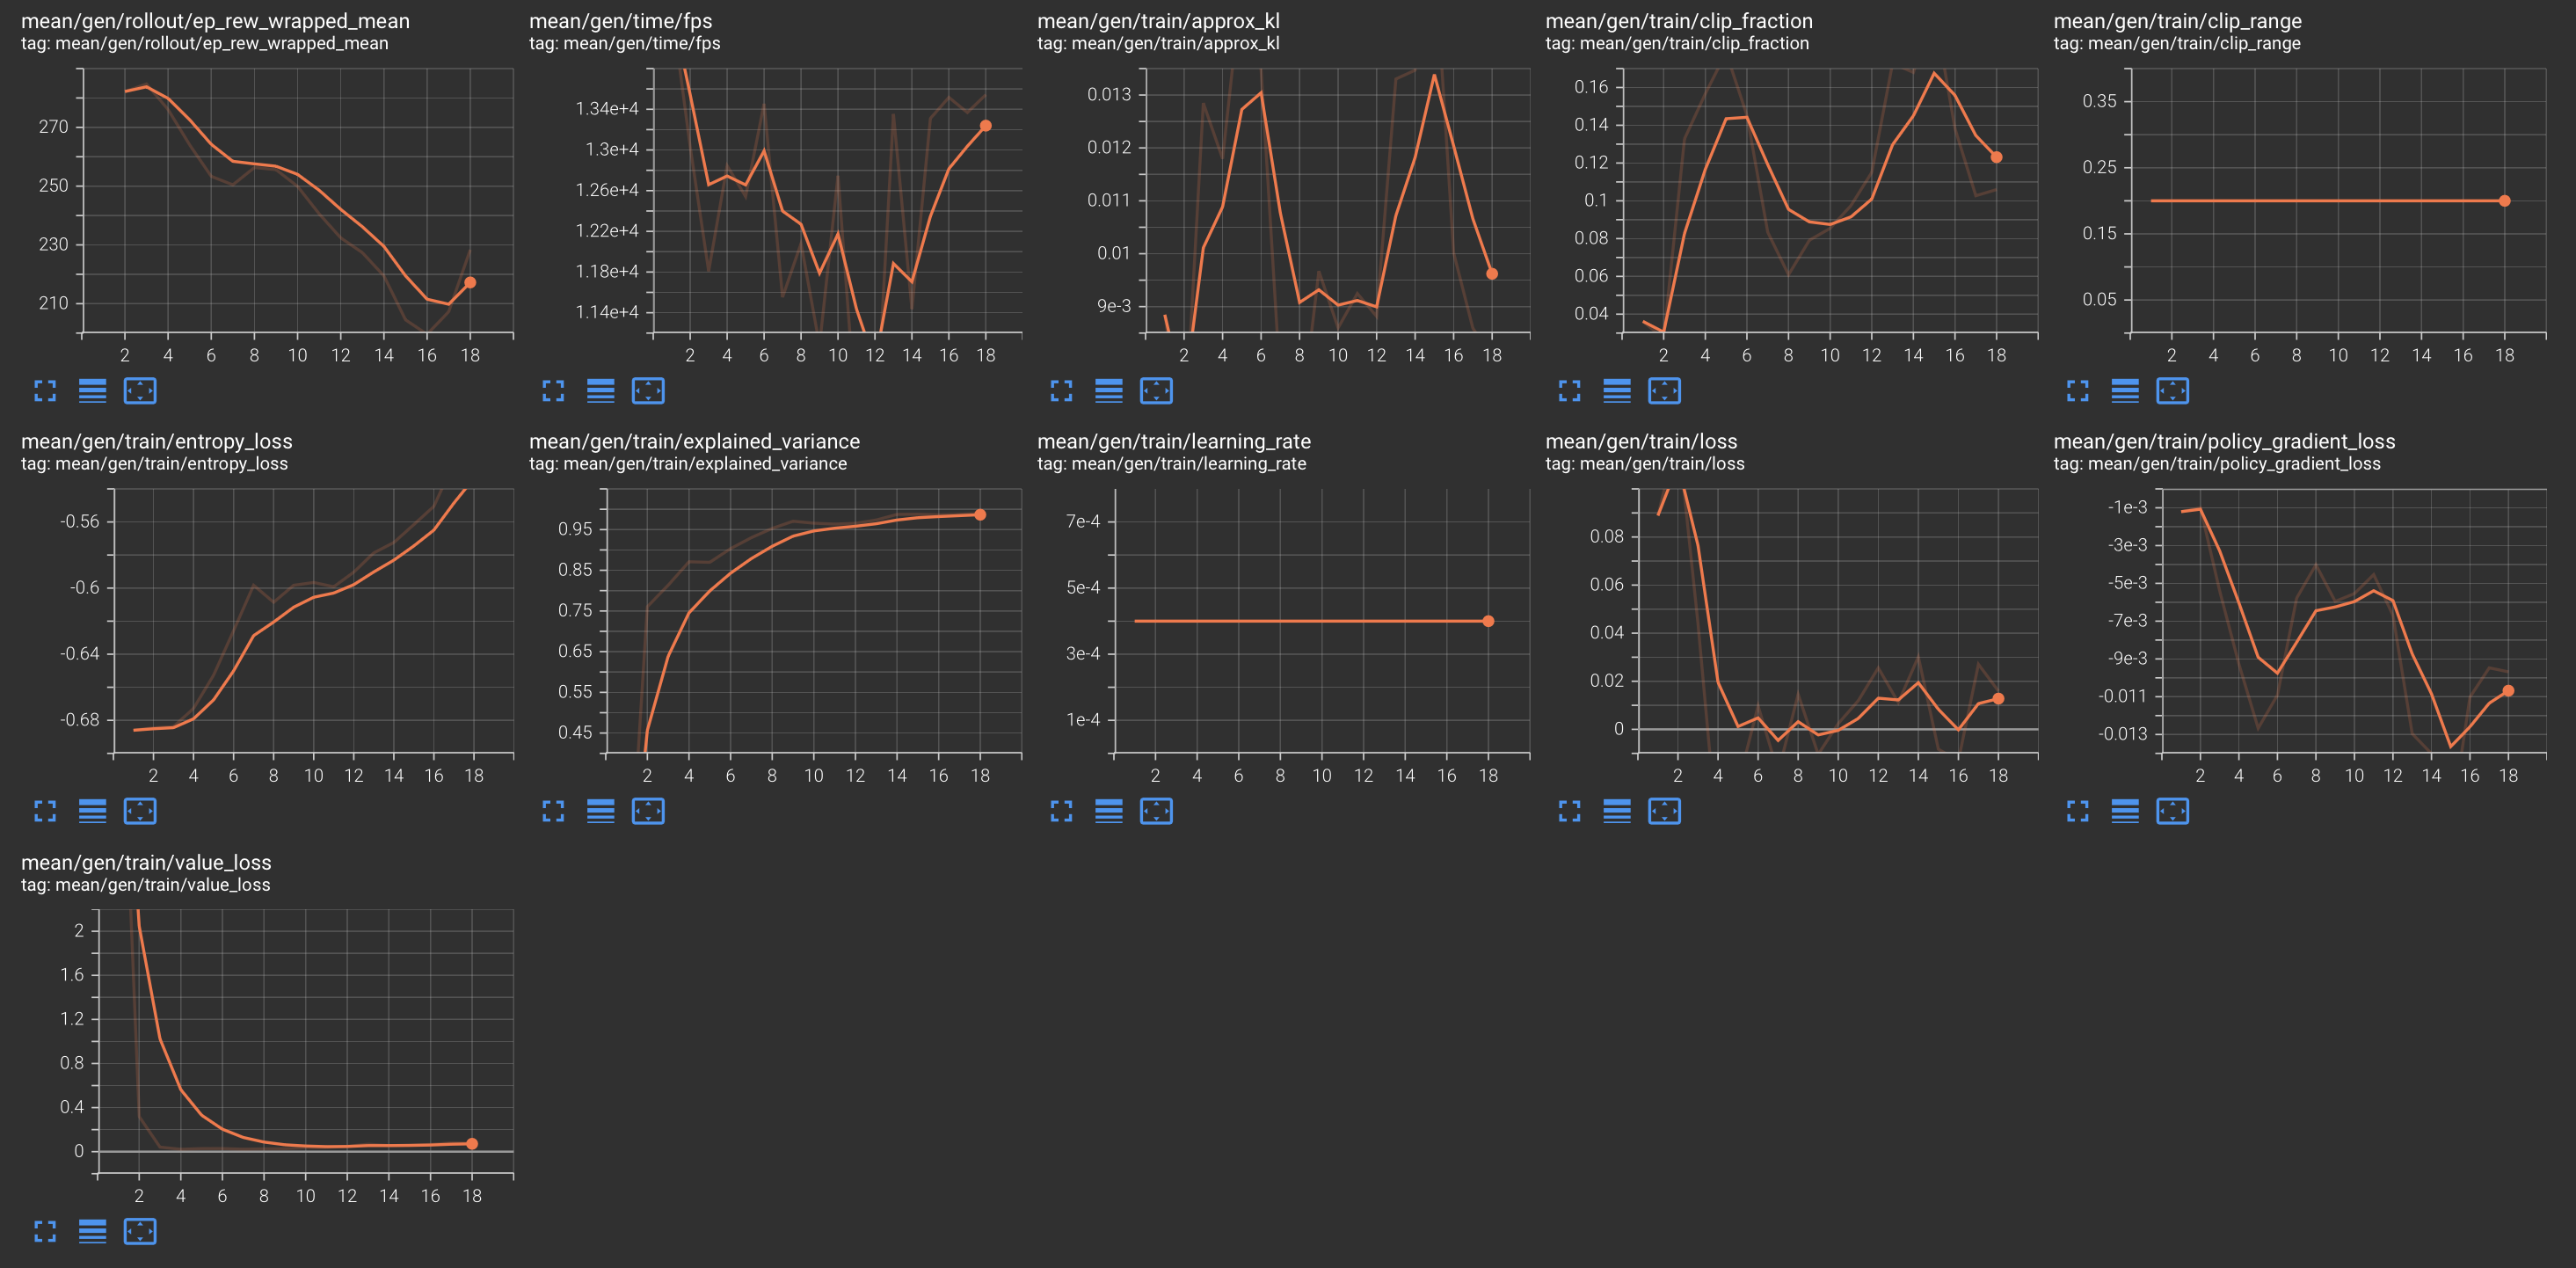 mean/gen/rollout/ep_rew_wrapped_mean
tag: mean/gen/rollout/ep_rew_wrapped_mean
270
250
230
210
2 4 6 8 10 12 14 16 18
mean/gen/time/fps
tag: mean/gen/time/fps
1.34e+4
1.3e+4
1.26e+4
1.22e+4
1.18e+4
1.14e+4
2 4 6 8 10 12 14 16 18
mean/gen/train/approx_kl
tag: mean/gen/train/approx_kl
0.013
0.012
0.011
0.01
9e-3
2 4 6 8 10 12 14 16 18
mean/gen/train/clip_fraction
tag: mean/gen/train/clip_fraction
0.16
0.14
0.12
0.1
0.08
0.06
0.04
2 4 6 8 10 12 14 16 18
mean/gen/train/clip_range
tag: mean/gen/train/clip_range
0.35
0.25
0.15
0.05
2 4 6 8 10 12 14 16 18
mean/gen/train/entropy_loss
tag: mean/gen/train/entropy_loss
-0.56
-0.6
-0.64
-0.68
2 4 6 8 10 12 14 16 18
mean/gen/train/explained_variance
tag: mean/gen/train/explained_variance
0.95
0.85
0.75
0.65
0.55
0.45
2 4 6 8 10 12 14 16 18
mean/gen/train/learning_rate
tag: mean/gen/train/learning_rate
7e-4
5e-4
3e-4
1e-4
2 4 6 8 10 12 14 16 18
mean/gen/train/loss
tag: mean/gen/train/loss
0.08
0.06
0.04
0.02
0
2 4 6 8 10 12 14 16 18
mean/gen/train/policy_gradient_loss
tag: mean/gen/train/policy_gradient_loss
-1e-3
-3e-3
-5e-3
-7e-3
-9e-3
-0.011
-0.013
2 4 6 8 10 12 14 16 18
mean/gen/train/value_loss
tag: mean/gen/train/value_loss
2
1.6
1.2
0.8
0.4
0
2 4 6 8 10 12 14 16 18